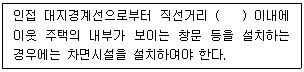 인접 대지경계선으로부터 직선거리 (   ) 이내에
이웃 주택의 내부가 보이는 창문 등을 설치하는
경우에는 차면시설을 설치하여야 한다.